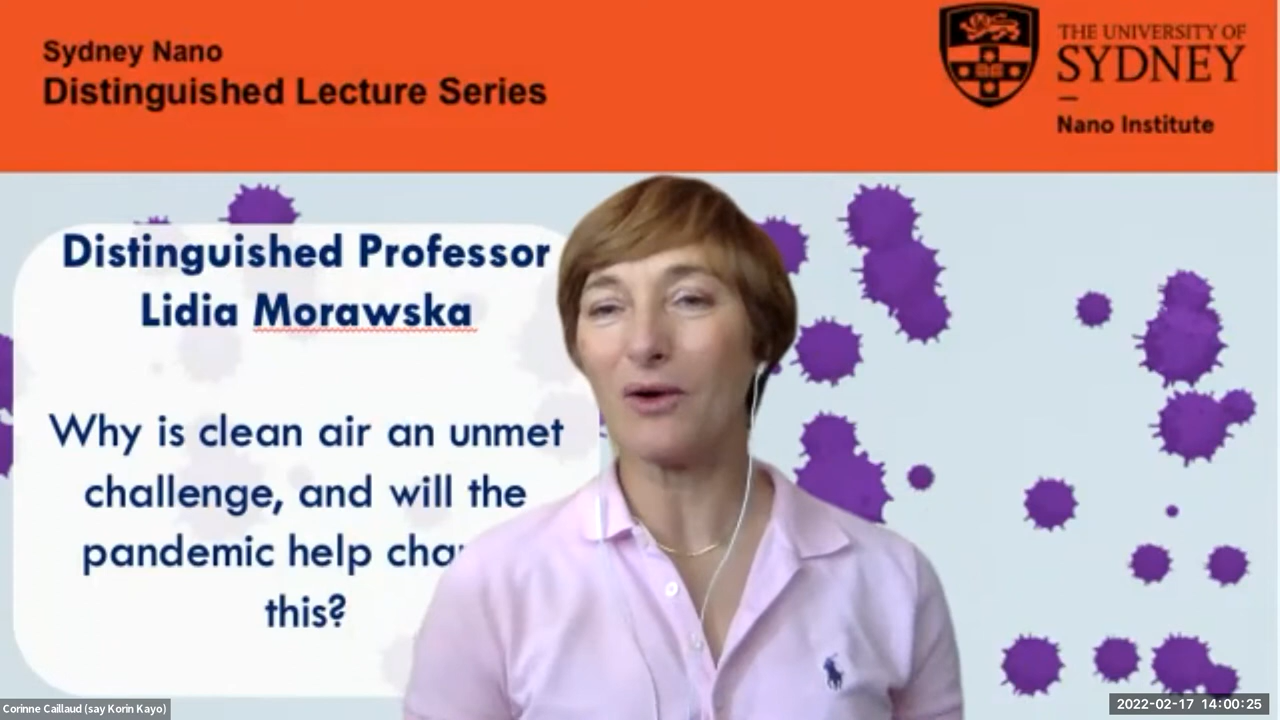 Sydney Nano
Distinguished Lecture Series
THE UNIVERSITY OF
SYDNEY
Nano Institute
Distinguished Professor
Lidia Morawska
Why is clean air an unmet
challenge, and will the
pandemic help cha
this?
Corinne Caillaud (say Korin Kayo)
2022-02-17 14:00:25